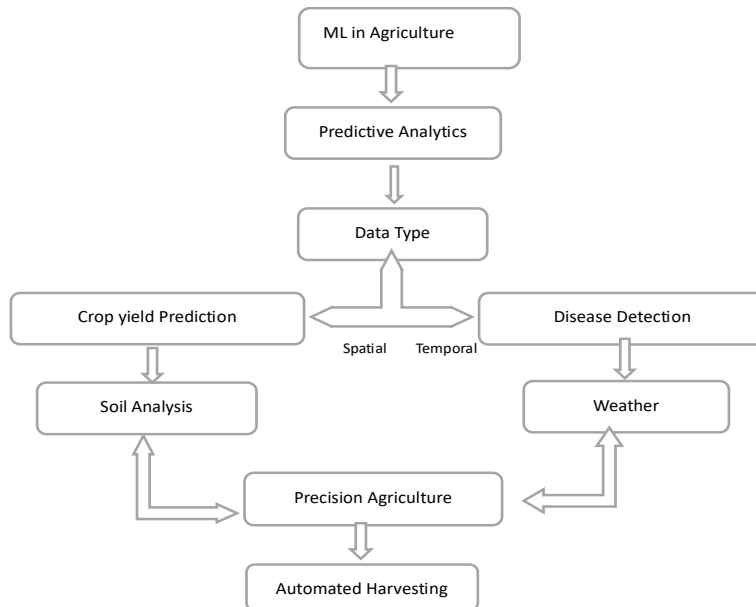 ML in Agriculture
Predictive Analytics
Data Type
Crop yield Prediction
Disease Detection
Spatial
Temporal
Soil Analysis
Weather
Precision Agriculture
Automated Harvesting